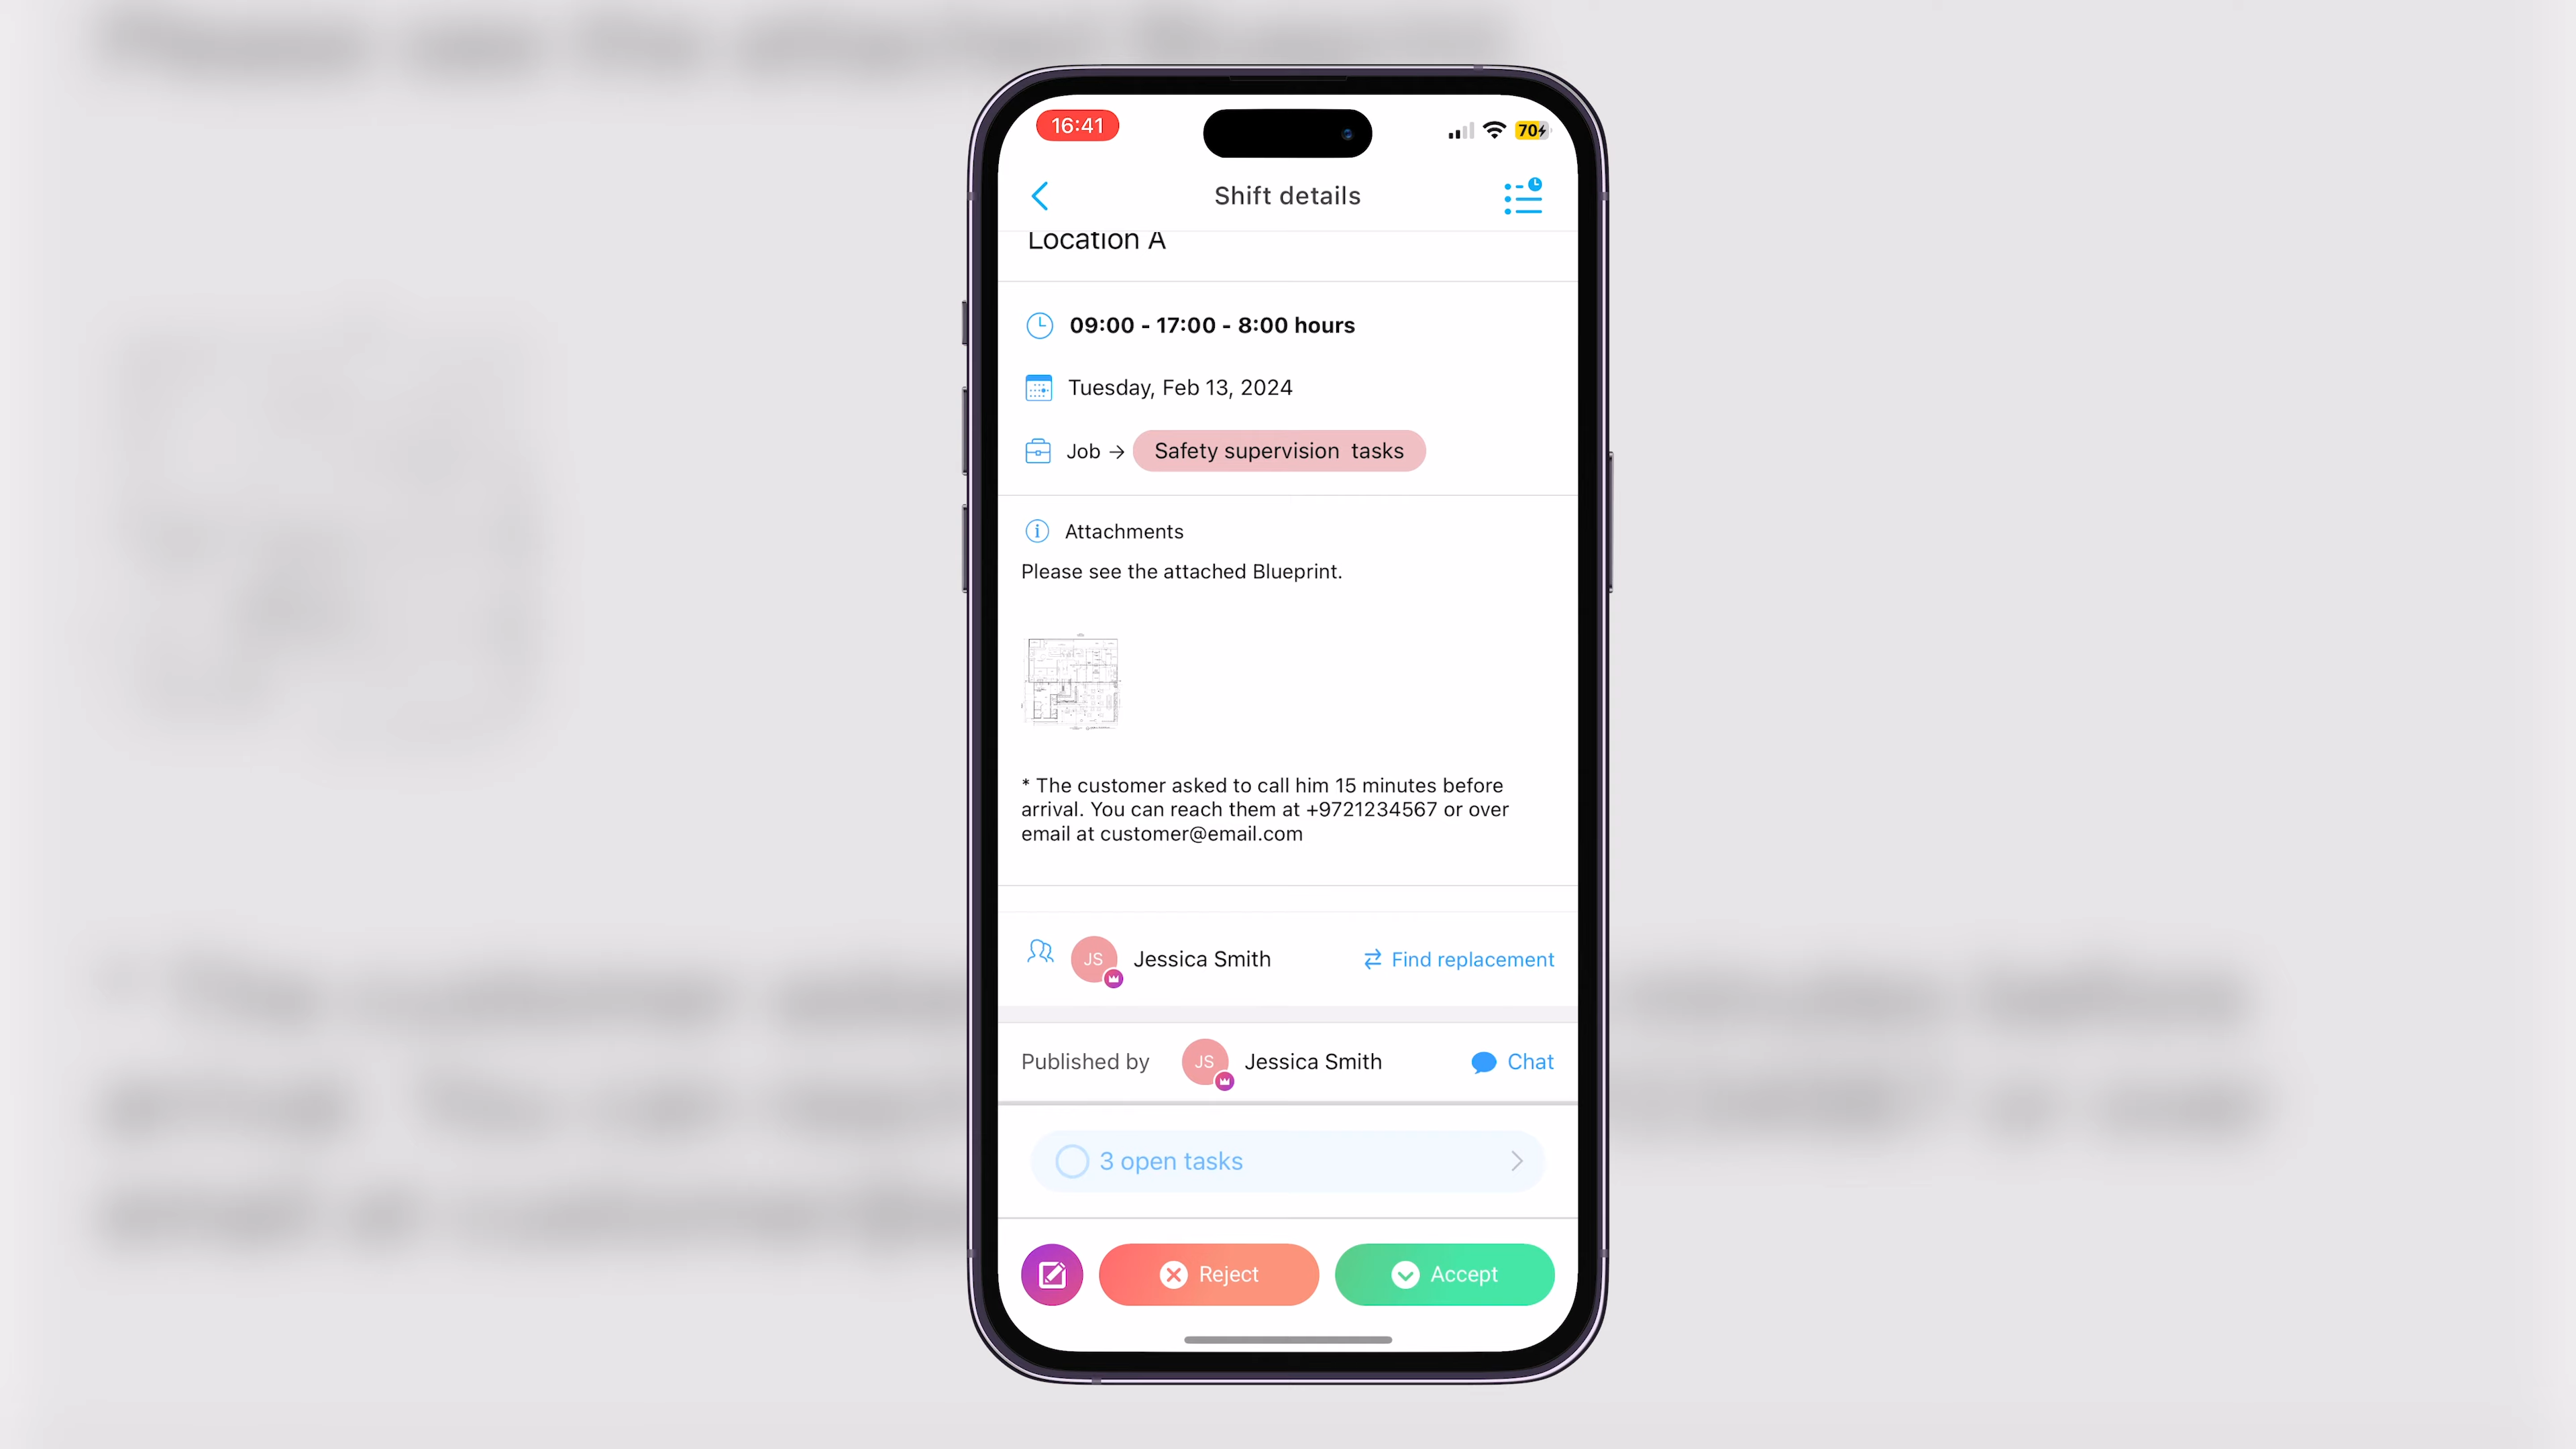 16:41
70
Shift details
Location A
09:00 - 17:00 - 8:00 hours
Tuesday, Feb 13, 2024
Job → Safety supervision tasks
Attachments
Please see the attached Blueprint.
* The customer asked to call him 15 minutes before
arrival. You can reach them at +9721234567 or over
email at customer@email.com
JS Jessica Smith Find replacement
Published by JS Jessica Smith Chat
3 open tasks
Reject Accept